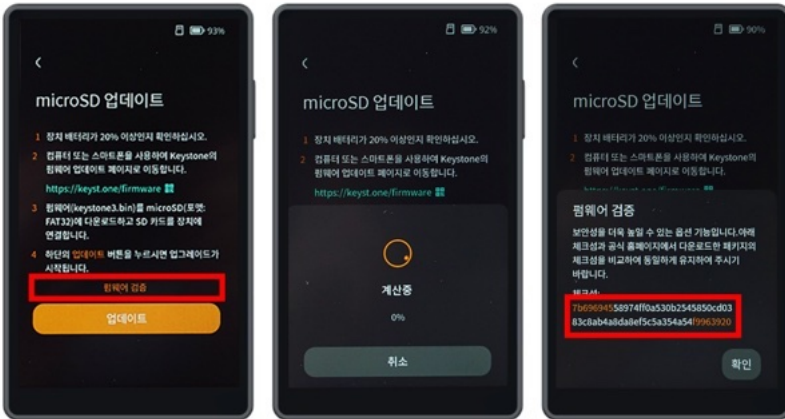 93%
microSD 업데이트
1 장치 배터리가 20% 이상인지 확인하십시오.
2 컴퓨터 또는 스마트폰을 사용하여 Keystone의
펌웨어 업데이트 페이지로 이동합니다.
https://keyst.one/firmware
3 펌웨어(keystone3.bin)를 microSD(포맷:
FAT32)에 다운로드하고 SD 카드를 장치에
연결합니다.
4 하단의 업데이트 버튼을 누르시면 업그레이드가
시작됩니다.
펌웨어 검증
업데이트
92%
microSD 업데이트
1 장치 배터리가 20% 이상인지 확인하십시오.
2 컴퓨터 또는 스마트폰을 사용하여 Keystone의
펌웨어 업데이트 페이지로 이동합니다.
https://keyst.one/firmware
계산중
0%
취소
90%
microSD 업데이트
1 장치 배터리가 20% 이상인지 확인하십시오.
2 컴퓨터 또는 스마트폰을 사용하여 Keystone의
펌웨어 업데이트 페이지로 이동합니다.
펌웨어 검증
보안성을 더욱 높일 수 있는 옵션 기능입니다.아래
체크섬과 공식 홈페이지에서 다운로드한 패키지의
체크섬을 비교하여 동일하게 유지하여 주시기
바랍니다.
체크섬:
7b69694558974ff0a530b2545850cd03
83c8ab4a8da8ef5c5a354a54f9963920
확인